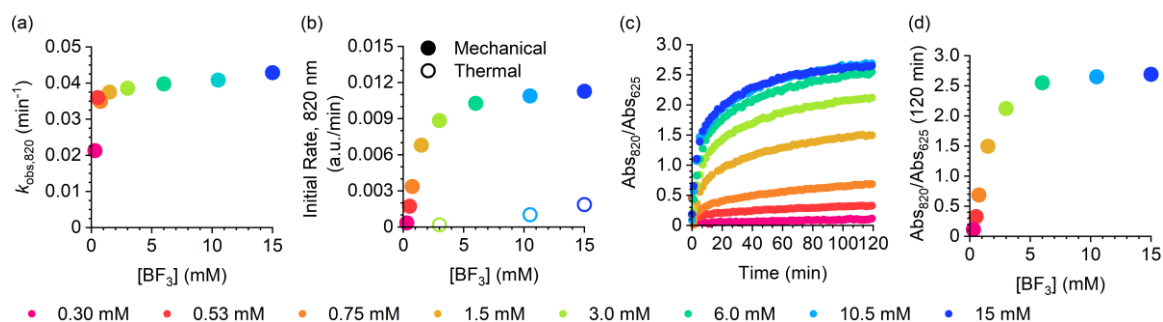 (a)
k_obs,820 (min⁻¹)
0.05
0.04
0.03
0.02
0.01
0
0 5 10 15
[BF₃] (mM)
(b)
Initial Rate, 820 nm
(a.u./min)
0.015
0.012
0.009
0.006
0.003
0
Mechanical
Thermal
0 5 10 15
[BF₃] (mM)
(c)
Abs₈₂₀/Abs₆₂₅
3.0
2.5
2.0
1.5
1.0
0.5
0.0
0 20 40 60 80 100 120
Time (min)
(d)
Abs₈₂₀/Abs₆₂₅ (120 min)
3.0
2.5
2.0
1.5
1.0
0.5
0.0
0 5 10 15
[BF₃] (mM)
0.30 mM 0.53 mM 0.75 mM 1.5 mM 3.0 mM 6.0 mM 10.5 mM 15 mM